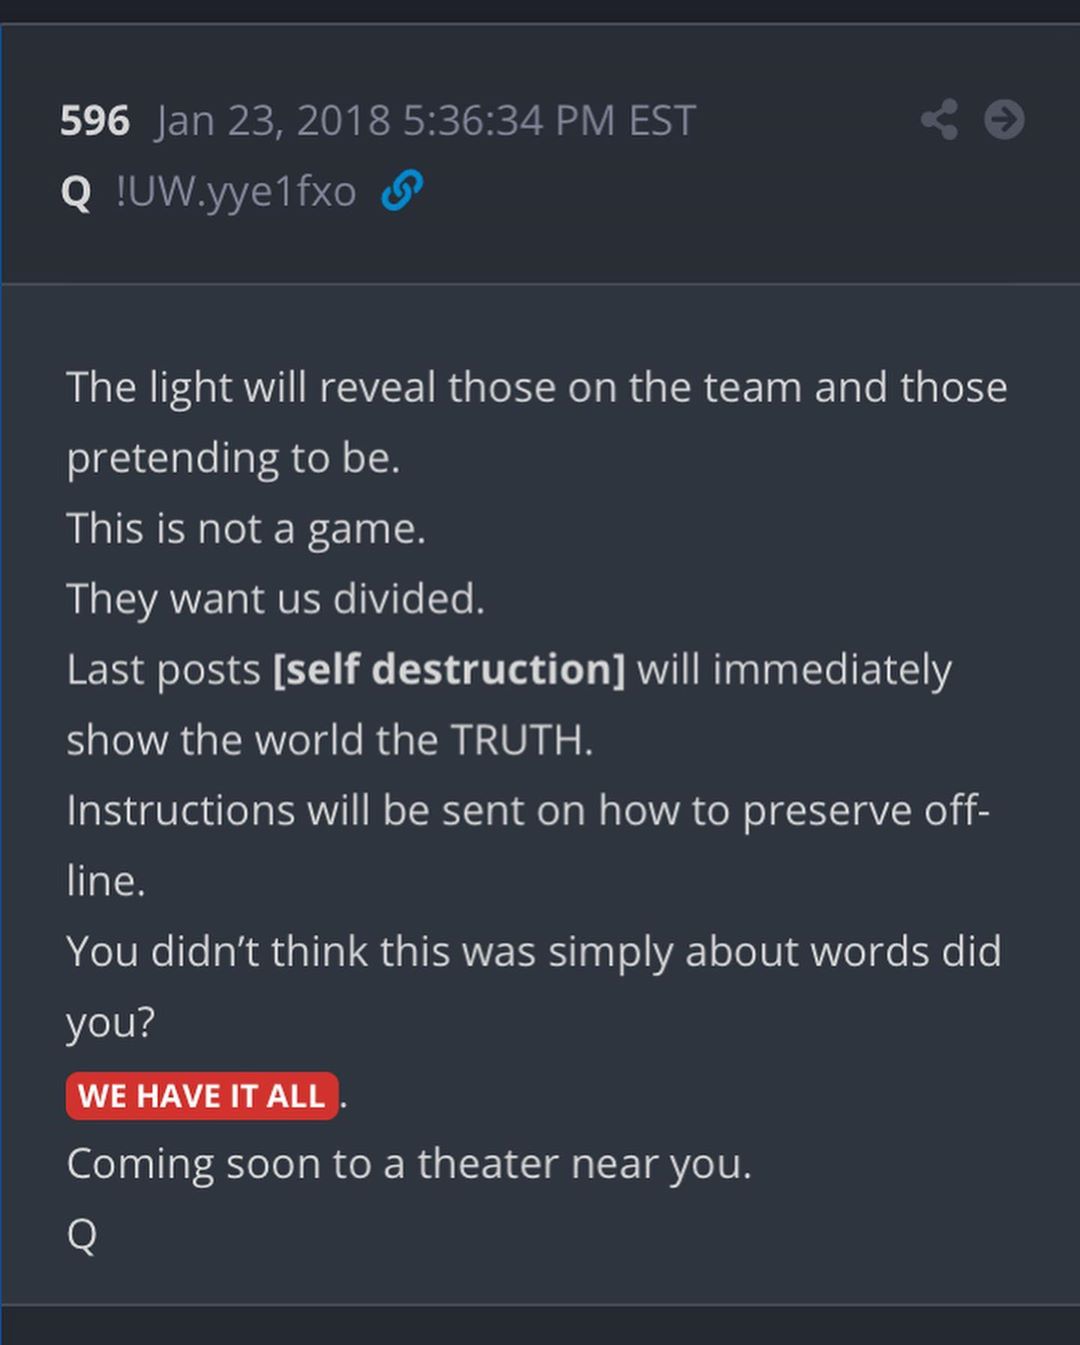 596 Jan 23, 2018 5:36:34 PM EST
Q !UW.yye1fxo
The light will reveal those on the team and those
pretending to be.
This is not a game.
They want us divided.
Last posts [self destruction] will immediately
show the world the TRUTH.
Instructions will be sent on how to preserve off-
line.
You didn’t think this was simply about words did
you?
WE HAVE IT ALL .
Coming soon to a theater near you.
Q